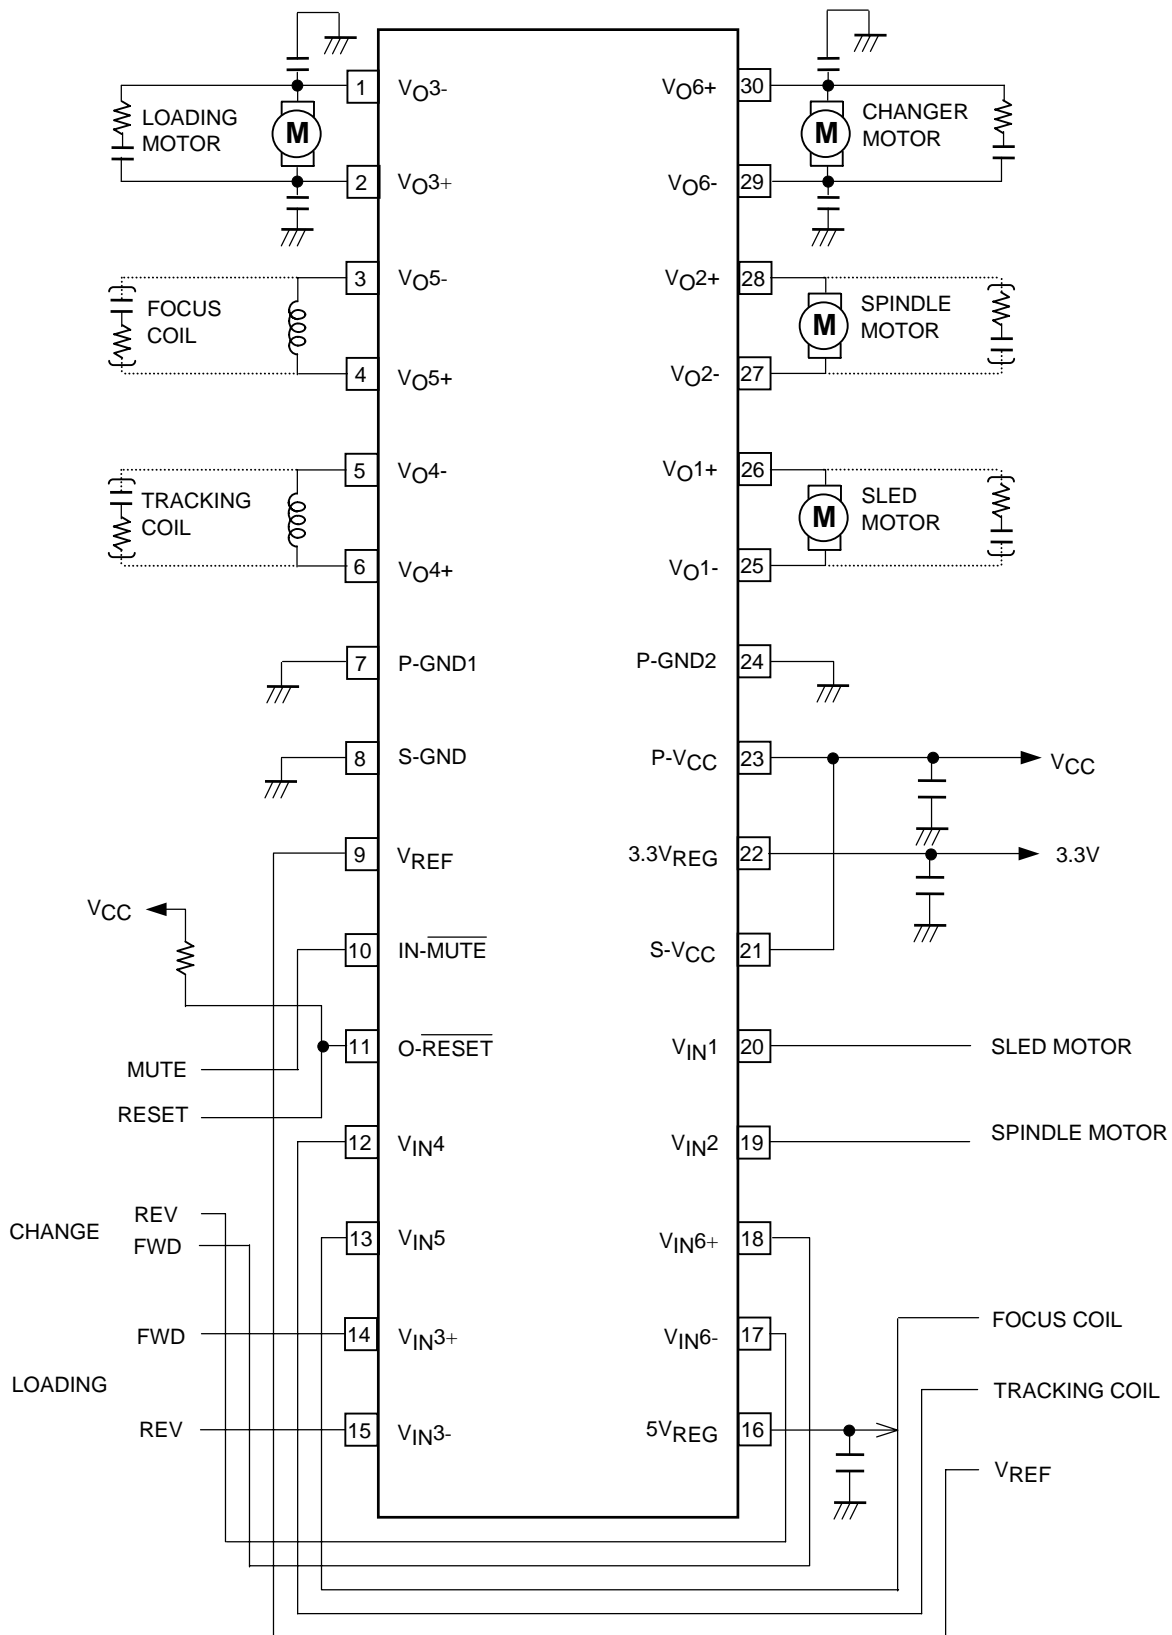 1 VO3- VO6+ 30
LOADING
MOTOR
M
M
CHANGER
MOTOR
2 VO3+ VO6- 29
3 VO5- VO2+ 28
FOCUS
COIL
M
SPINDLE
MOTOR
4 VO5+ VO2- 27
5 VO4- VO1+ 26
TRACKING
COIL
M
SLED
MOTOR
6 VO4+ VO1- 25
7 P-GND1 P-GND2 24
8 S-GND P-VCC 23 VCC
9 VREF 3.3VREG 22 3.3V
VCC
10 IN-MUTE S-VCC 21
11 O-RESET VIN1 20 SLED MOTOR
MUTE
RESET
12 VIN4 VIN2 19 SPINDLE MOTOR
REV
CHANGE
FWD
13 VIN5 VIN6+ 18
FOCUS COIL
FWD 14 VIN3+ VIN6- 17
LOADING
TRACKING COIL
REV 15 VIN3- 5VREG 16
VREF